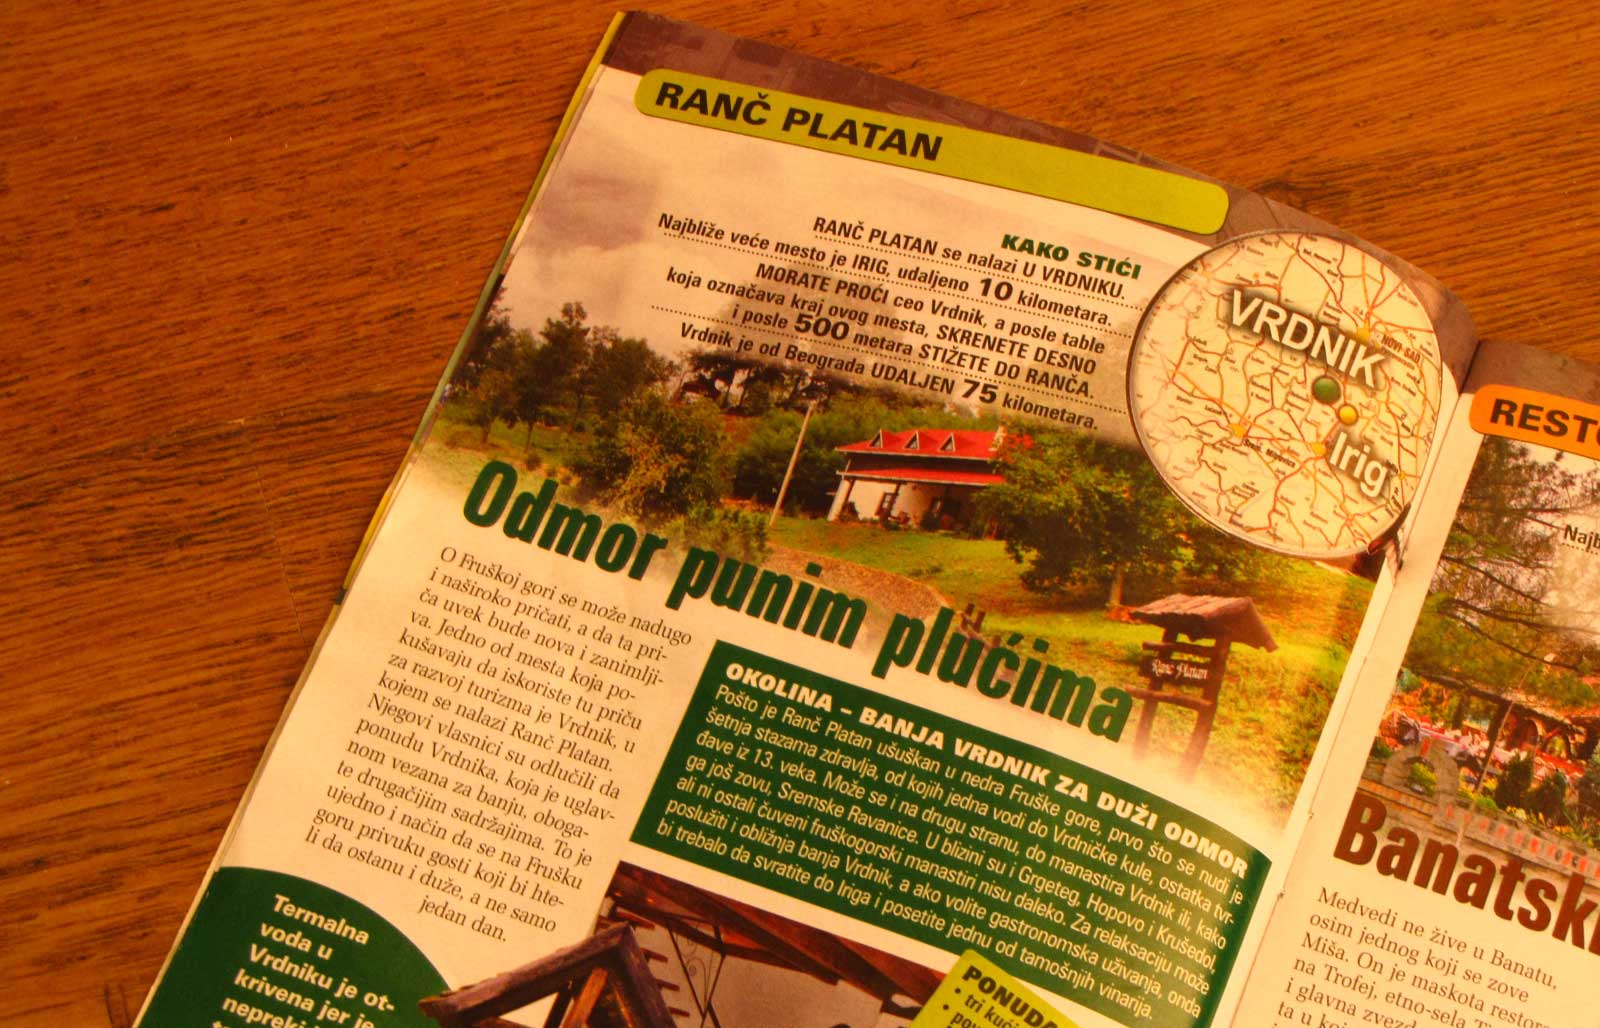 RANČ PLATAN
KAKO STIĆI
RANČ PLATAN se nalazi U VRDNIKU.
Najbliže veće mesto je IRIG, udaljeno 10 kilometara.
MORATE PROĆI ceo Vrdnik, a posle table
koja označava kraj ovog mesta, SKRENETE DESNO
i posle 500 metara STIŽETE DO RANČA.
Vrdnik je od Beograda UDALJEN 75 kilometara.
VRDNIK
NOVI SAD
Irig
Odmor punim plućima
Ranč Platan
O Fruškoj gori se može nadugo
i naširoko pričati, a da ta pri-
ča uvek bude nova i zanimlji-
va. Jedno od mesta koja po-
kušavaju da iskoriste tu priču
za razvoj turizma je Vrdnik, u
kojem se nalazi Ranč Platan.
Njegovi vlasnici su odlučili da
ponudu Vrdnika, koja je uglav-
nom vezana za banju, oboga-
te drugačijim sadržajima. To je
ujedno i način da se na Frušku
goru privuku gosti koji bi hte-
li da ostanu i duže, a ne samo
jedan dan.
OKOLINA – BANJA VRDNIK ZA DUŽI ODMOR
Pošto je Ranč Platan ušuškan u nedra Fruške gore, prvo što se nudi je
šetnja stazama zdravlja, od kojih jedna vodi do Vrdničke kule, ostatka tvr-
đave iz 13. veka. Može se i na drugu stranu, do manastira Vrdnik ili, kako
ga još zovu, Sremske Ravanice. U blizini su i Grgeteg, Hopovo i Krušedol,
ali ni ostali čuveni fruškogorski manastiri nisu daleko. Za relaksaciju može
poslužiti i obližnja banja Vrdnik, a ako volite gastronomska uživanja, onda
bi trebalo da svratite do Iriga i posetite jednu od tamošnjih vinarija.
Termalna
voda u
Vrdniku je ot-
krivena jer je
PONUDA
• tri
RESTO
Najb
Banatsk
Medvedi ne žive u Banatu,
osim jednog koji se zove
Miša. On je maskota restor
na Trofej, etno-sela
i glavna zvezd
ta u koj